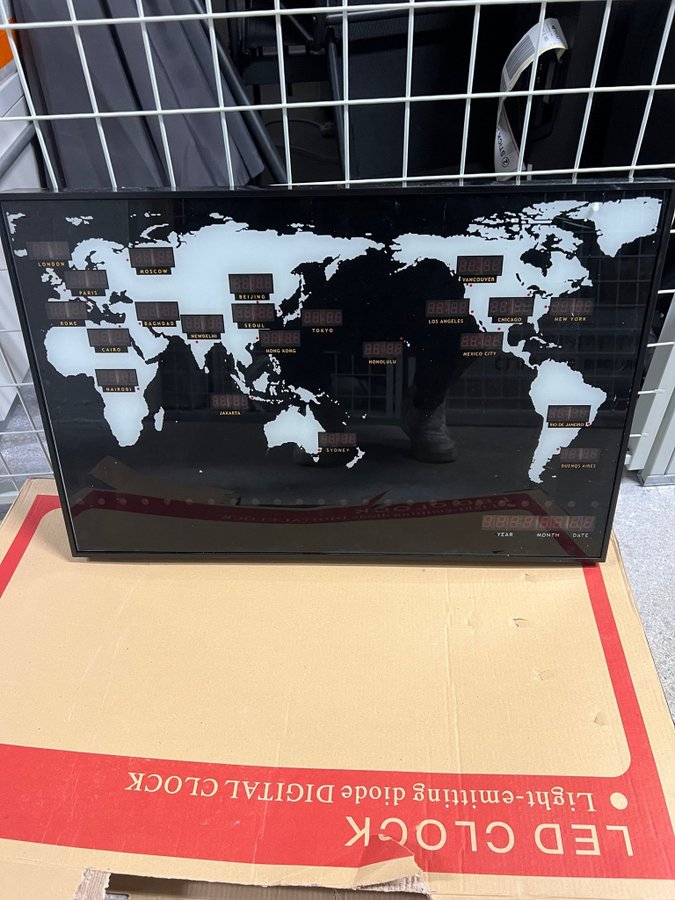 LONDON
MOSCOW
PARIS
BEIJING
VANCOUVER
ROME
BAGHDAD
NEWDELHI
SEOUL
TOKYO
LOS ANGELES
CHICAGO
NEW YORK
CAIRO
HONG KONG
HONOLULU
MEXICO CITY
NAIROBI
JAKARTA
SYDNEY
RIO DE JANEIRO
BUENOS AIRES
YEAR MONTH DATE
LED CLOCK
● Light-emitting diode DIGITAL CLOCK